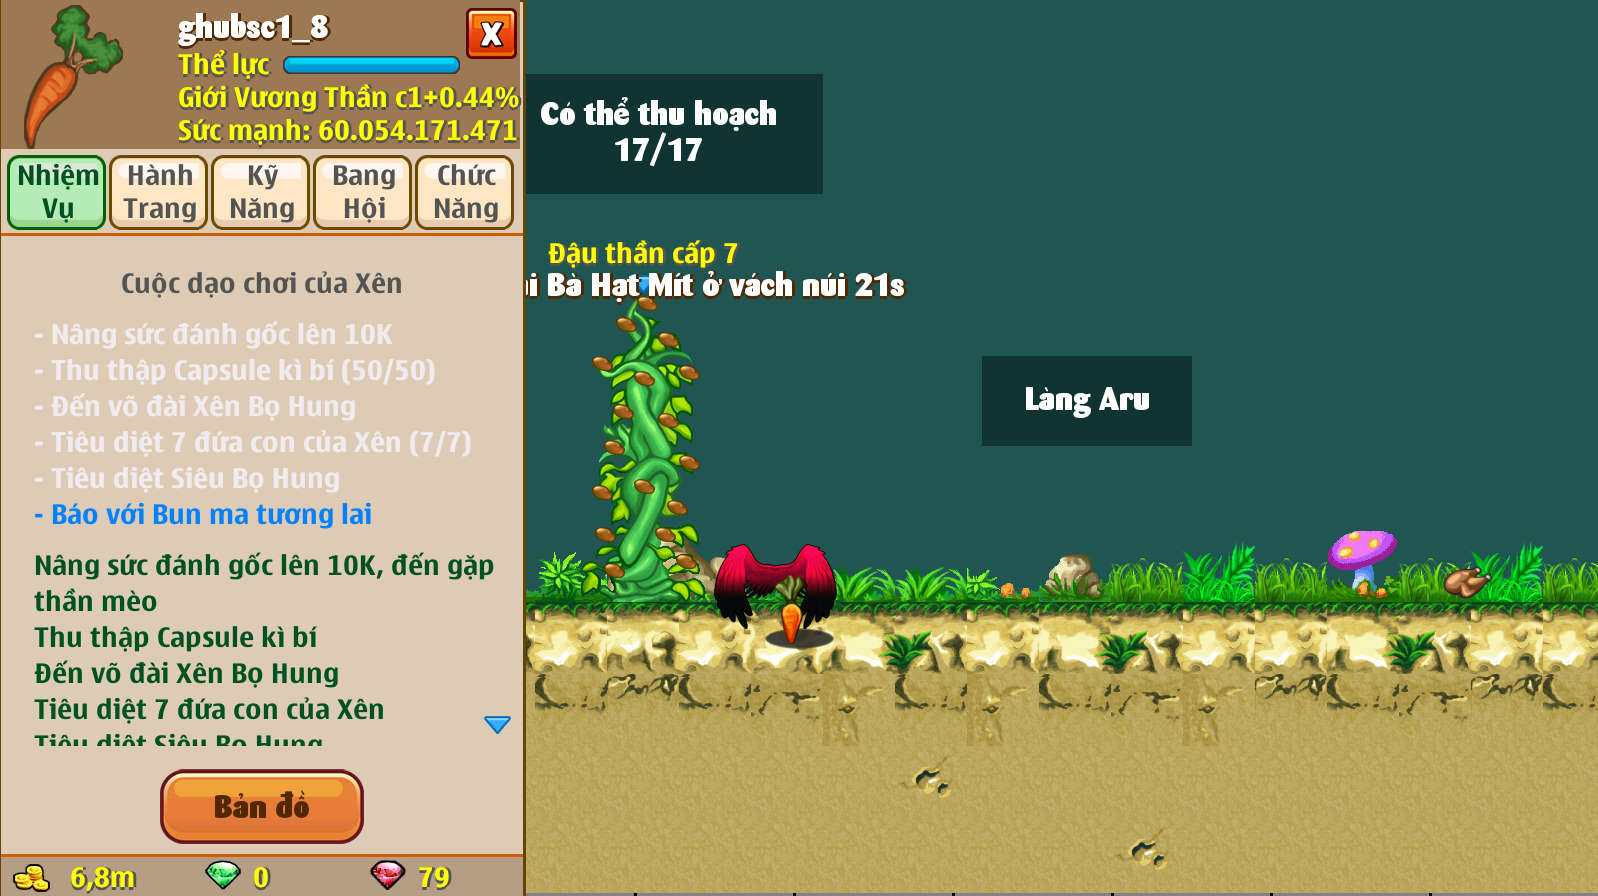 ghubsc1_8
X
Thể lực
Giới Vương Thần c1+0.44%
Sức mạnh: 60.054.171.471
Nhiệm Vụ
Hành Trang
Kỹ Năng
Bang Hội
Chức Năng
Cuộc dạo chơi của Xên
- Nâng sức đánh gốc lên 10K
- Thu thập Capsule kì bí (50/50)
- Đến võ đài Xên Bọ Hung
- Tiêu diệt 7 đứa con của Xên (7/7)
- Tiêu diệt Siêu Bọ Hung
- Báo với Bun ma tương lai
Nâng sức đánh gốc lên 10K, đến gặp
thần mèo
Thu thập Capsule kì bí
Đến võ đài Xên Bọ Hung
Tiêu diệt 7 đứa con của Xên
Tiêu diệt Siêu Bọ Hung
Bản đồ
6,8m
0
79
Có thể thu hoạch
17/17
Đậu thần cấp 7
Bà Hạt Mít ở vách núi 21s
Làng Aru